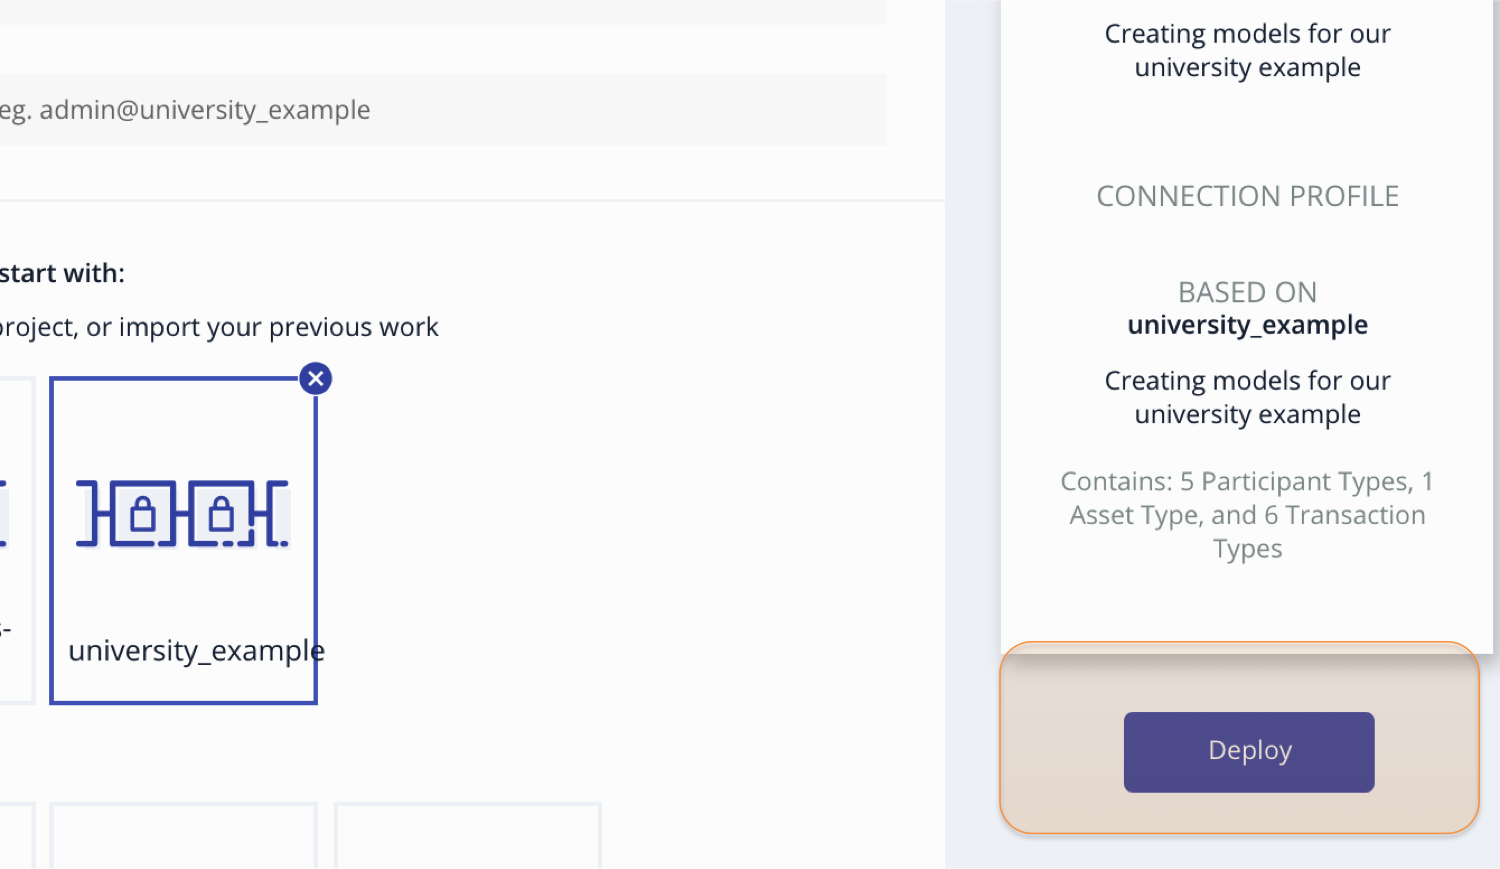 eg. admin@university_example
start with:
project, or import your previous work
s-
university_example
Creating models for our
university example
CONNECTION PROFILE
BASED ON
university_example
Creating models for our
university example
Contains: 5 Participant Types, 1
Asset Type, and 6 Transaction
Types
Deploy